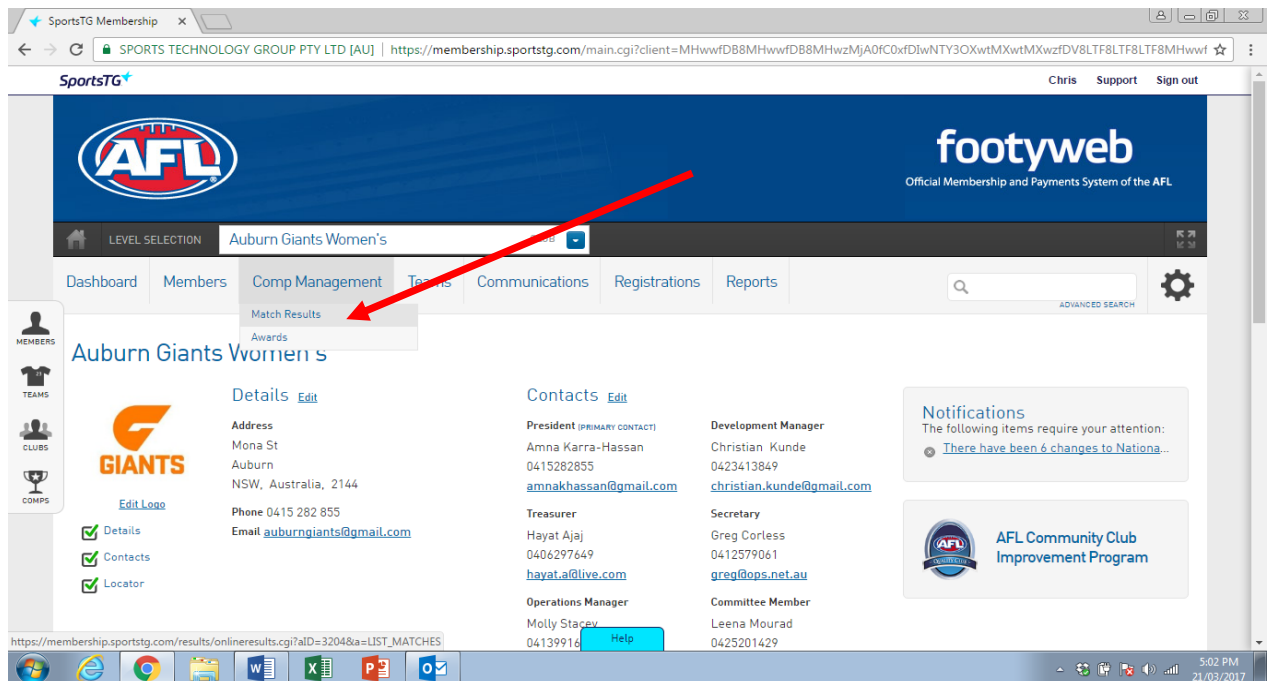 SportsTG Membership
SPORTS TECHNOLOGY GROUP PTY LTD [AU] | https://membership.sportstg.com/main.cgi?client=MHwwfDB8MHwwfDB8MHwzMjA0fC0xfDIwNTY3OXwtMXwtMXwzfDV8LTF8LTF8LTF8MHwwf
SportsTG
Chris Support Sign out
AFL
footyweb
Official Membership and Payments System of the AFL
LEVEL SELECTION Auburn Giants Women's
Dashboard Members Comp Management Teams Communications Registrations Reports
ADVANCED SEARCH
Match Results
Awards
MEMBERS
TEAMS
CLUBS
COMPS
Auburn Giants Women's
GIANTS
Edit Logo
Details
Contacts
Locator
Details Edit
Address
Mona St
Auburn
NSW, Australia, 2144
Phone 0415 282 855
Email auburngiants@gmail.com
Contacts Edit
President (PRIMARY CONTACT)
Amna Karra-Hassan
0415282855
amnakhassan@gmail.com
Development Manager
Christian Kunde
0423413849
christian.kunde@gmail.com
Treasurer
Hayat Ajaj
0406297649
hayat.a@live.com
Secretary
Greg Corless
0412579061
greg@ops.net.au
Operations Manager
Molly Stacey
04139916
Committee Member
Leena Mourad
0425201429
Notifications
The following items require your attention:
There have been 6 changes to Nationa...
AFL
AFL Community Club
Improvement Program
Help
https://membership.sportstg.com/results/onlineresults.cgi?aID=3204&a=LIST_MATCHES
5:02 PM
21/03/2017